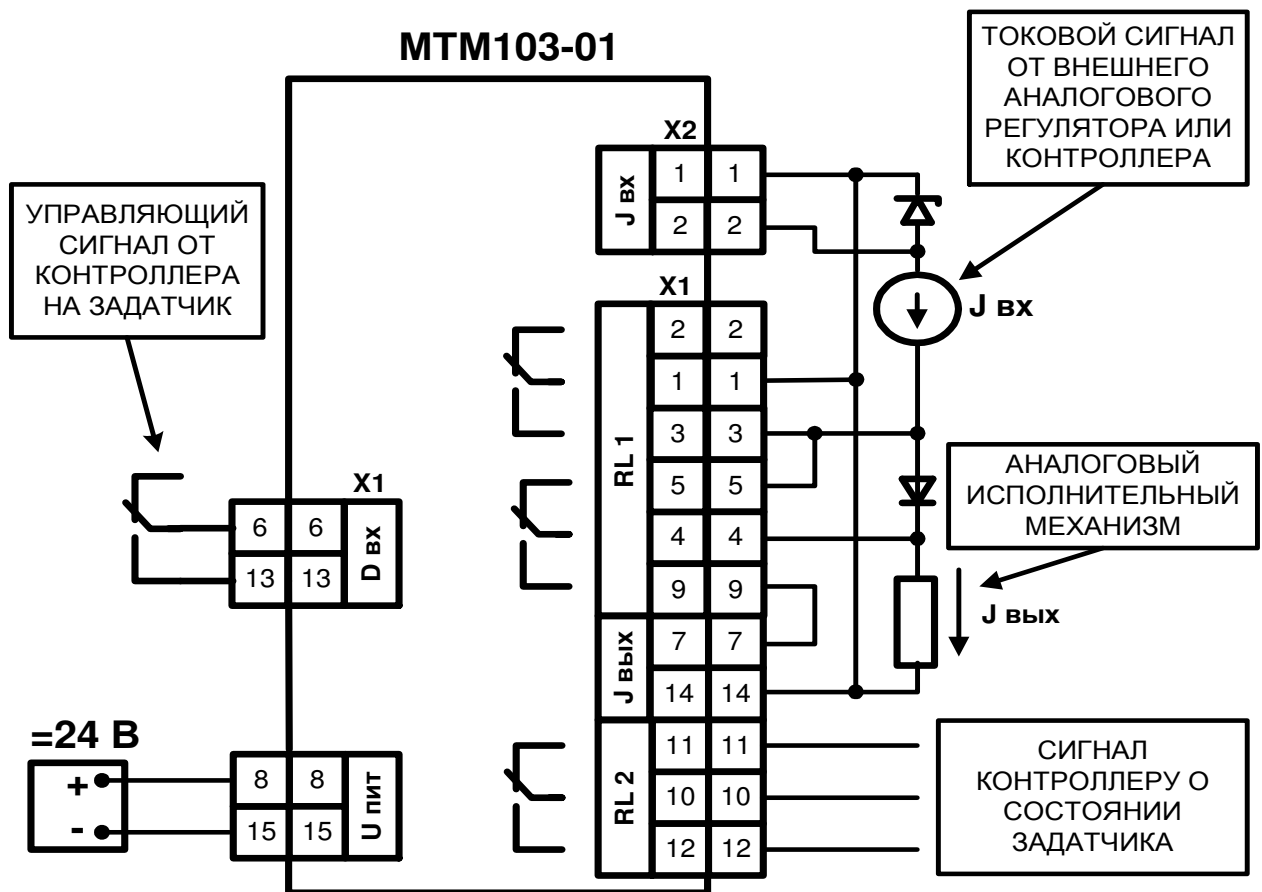 МТМ103-01
ТОКОВОЙ СИГНАЛ
ОТ ВНЕШНЕГО
АНАЛОГОВОГО
РЕГУЛЯТОРА ИЛИ
КОНТРОЛЛЕРА
УПРАВЛЯЮЩИЙ
СИГНАЛ ОТ
КОНТРОЛЛЕРА
НА ЗАДАТЧИК
X2
J вх
1 1
2 2
J вх
X1
RL 1
2 2
1 1
3 3
5 5
4 4
9 9
АНАЛОГОВЫЙ
ИСПОЛНИТЕЛЬНЫЙ
МЕХАНИЗМ
X1
6 6
13 13
D вх
J вых
7 7
14 14
J вых
=24 В
+
-
8 8
15 15
U пит
RL 2
11 11
10 10
12 12
СИГНАЛ
КОНТРОЛЛЕРУ О
СОСТОЯНИИ
ЗАДАТЧИКА